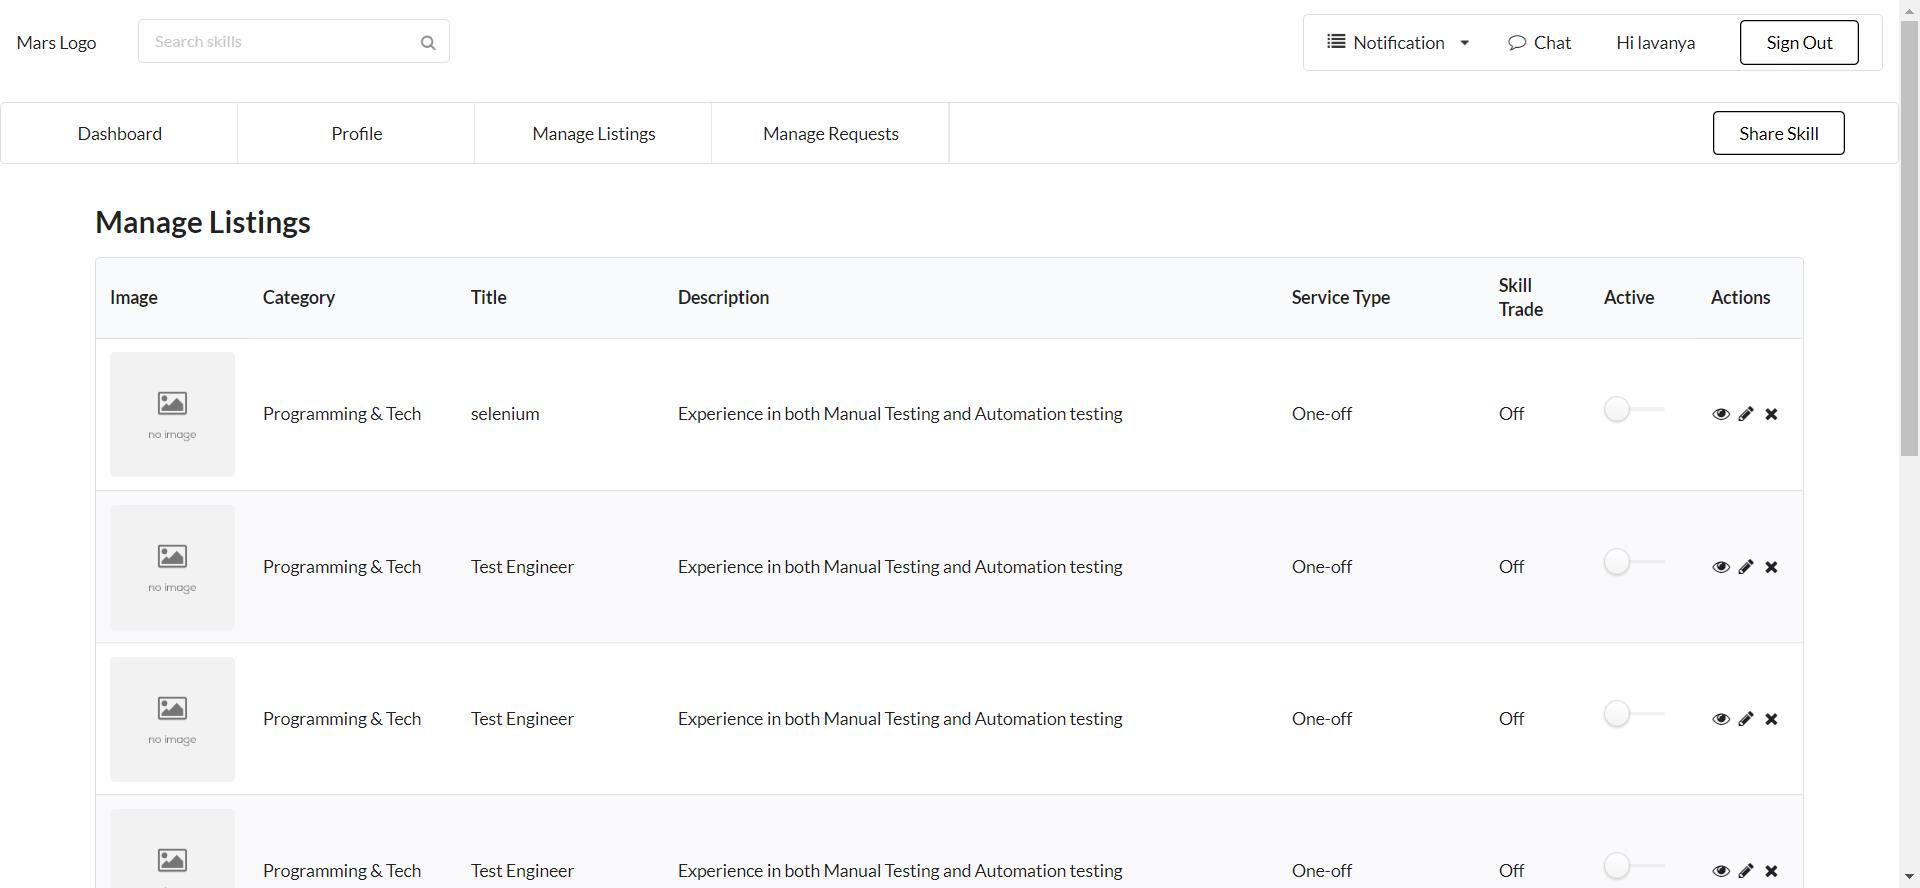 Mars Logo
Search skills
Notification
Chat
Hi lavanya
Sign Out
Dashboard
Profile
Manage Listings
Manage Requests
Share Skill
Manage Listings
Image Category Title Description Service Type Skill Trade Active Actions
no image
Programming & Tech selenium Experience in both Manual Testing and Automation testing One-off Off
no image
Programming & Tech Test Engineer Experience in both Manual Testing and Automation testing One-off Off
no image
Programming & Tech Test Engineer Experience in both Manual Testing and Automation testing One-off Off
Programming & Tech Test Engineer Experience in both Manual Testing and Automation testing One-off Off